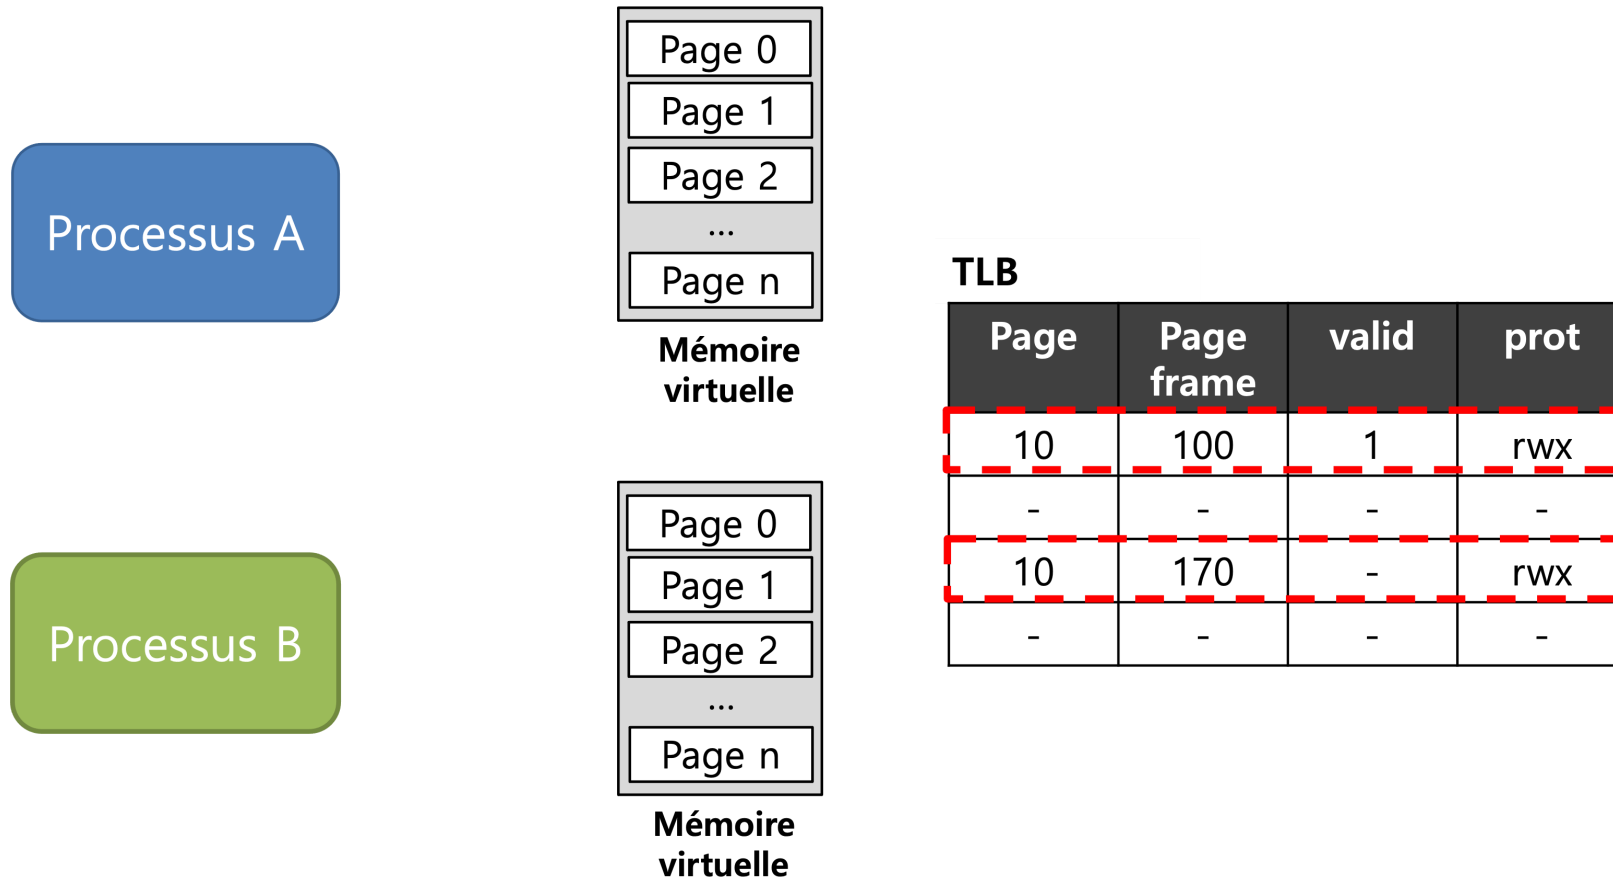 Processus A
Page 0
Page 1
Page 2
...
Page n
Mémoire
virtuelle
Processus B
Page 0
Page 1
Page 2
...
Page n
Mémoire
virtuelle
TLB
Page Page frame valid prot
10 100 1 rwx
- - - -
10 170 - rwx
- - - -